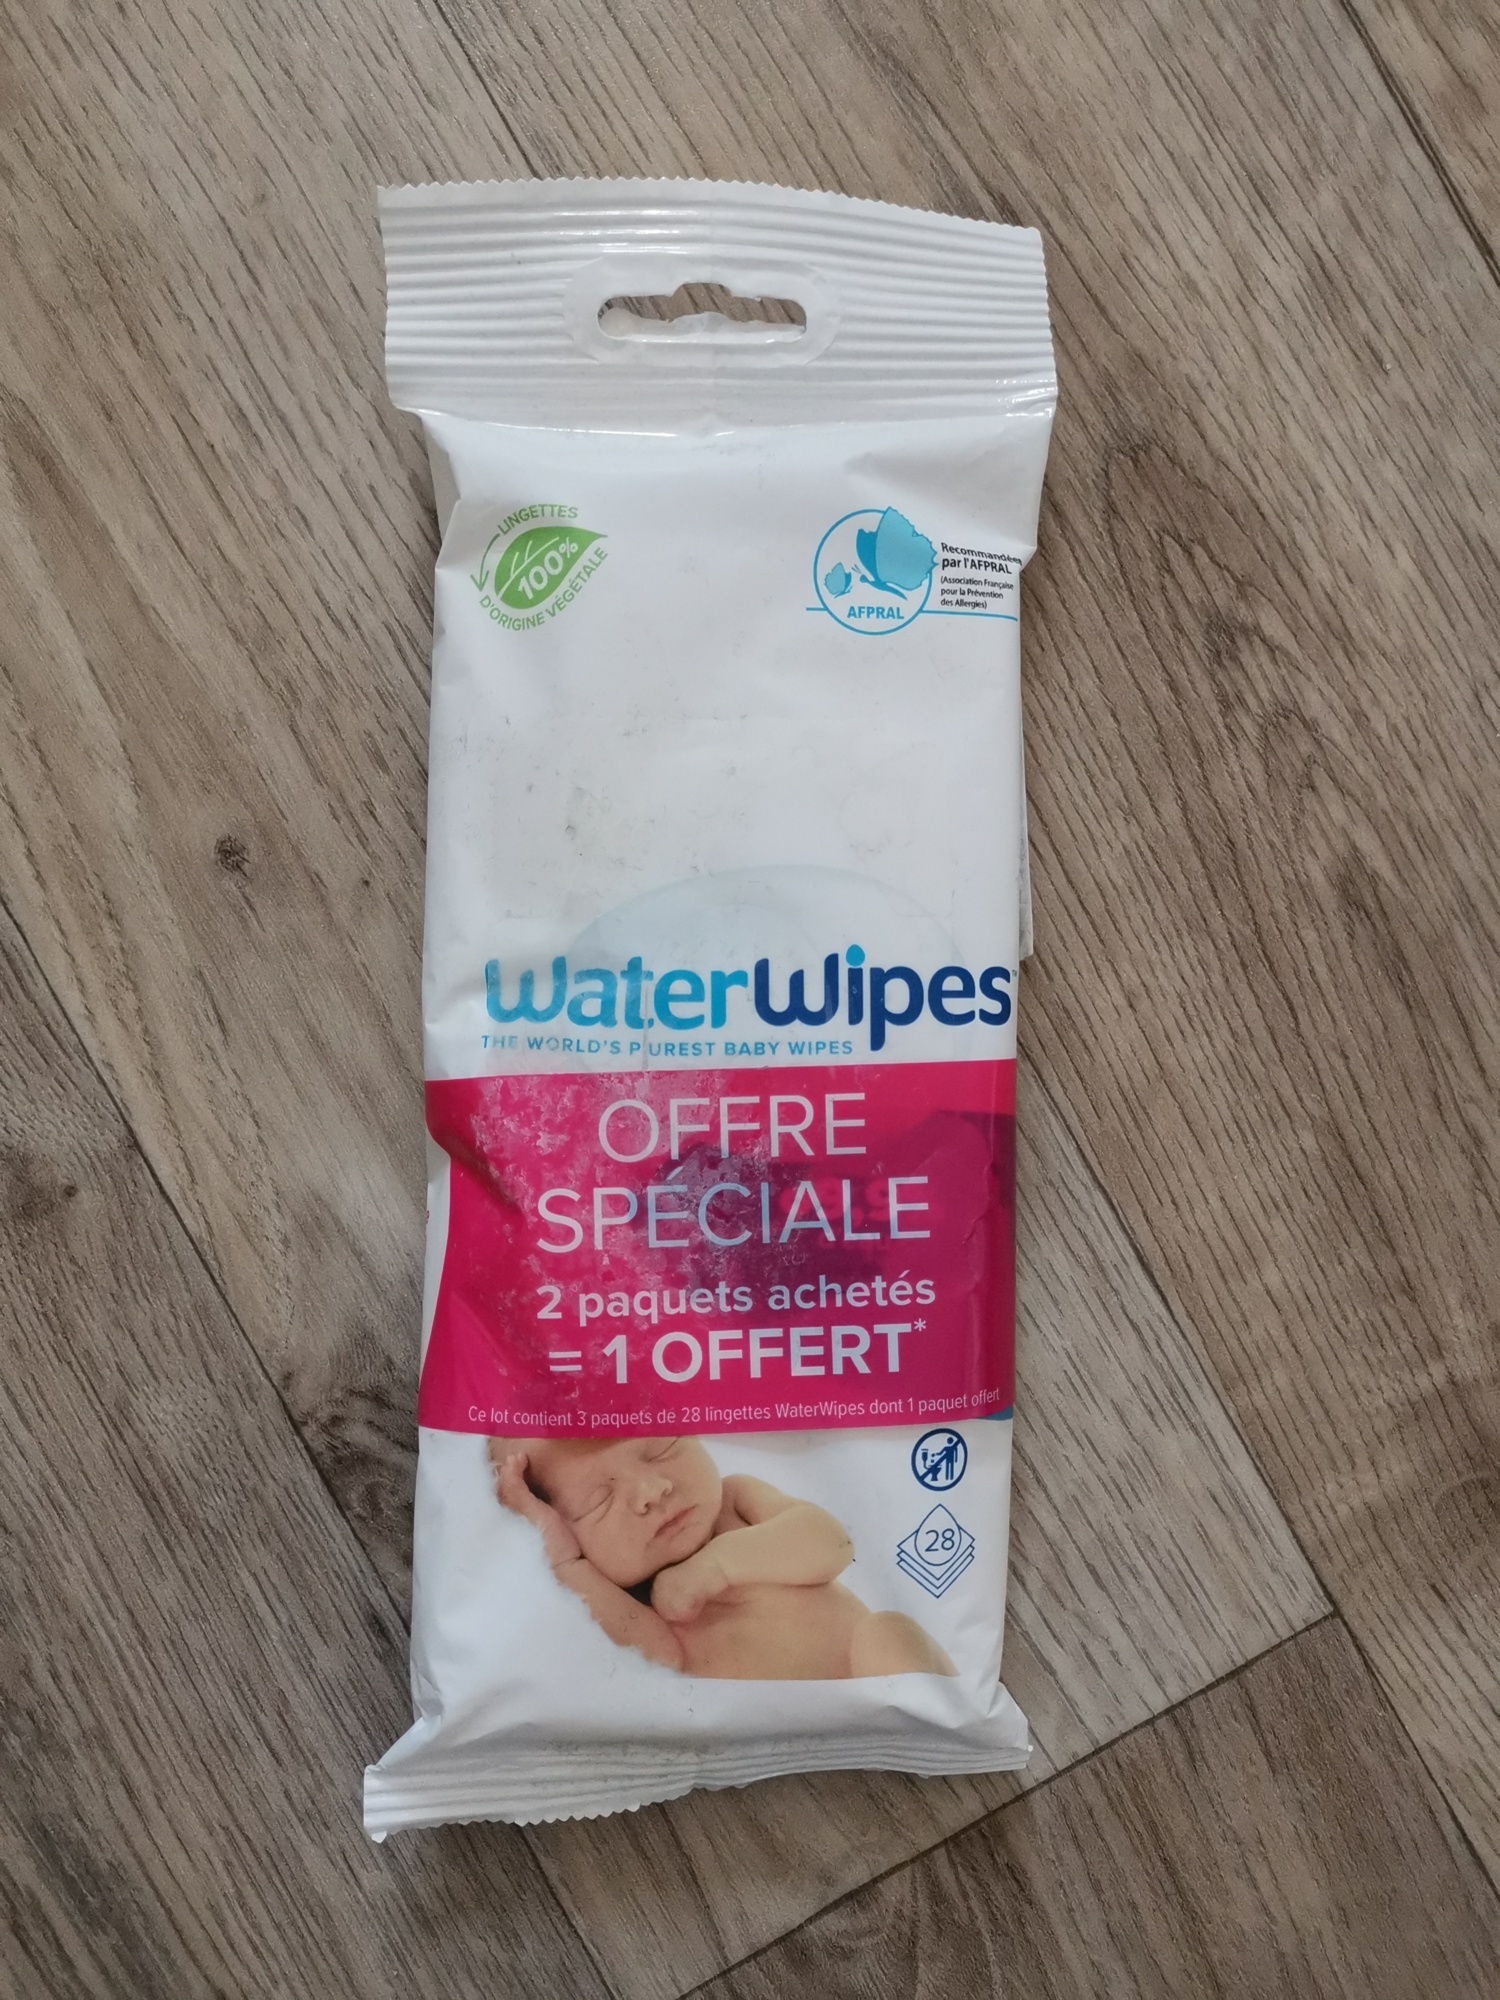 LINGETTES
100%
D'ORIGINE VÉGÉTALE
Recommandées
par l'AFPRAL
(Association Française
pour la Prévention
des Allergies)
AFPRAL
WaterWipes™
THE WORLD'S PUREST BABY WIPES
OFFRE
SPÉCIALE
2 paquets achetés
= 1 OFFERT*
Ce lot contient 3 paquets de 28 lingettes WaterWipes dont 1 paquet offert
28